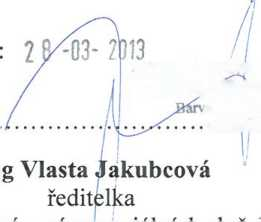 : 28 -03- 2013
Barv
g Vlasta Jakubcová
ředitelka